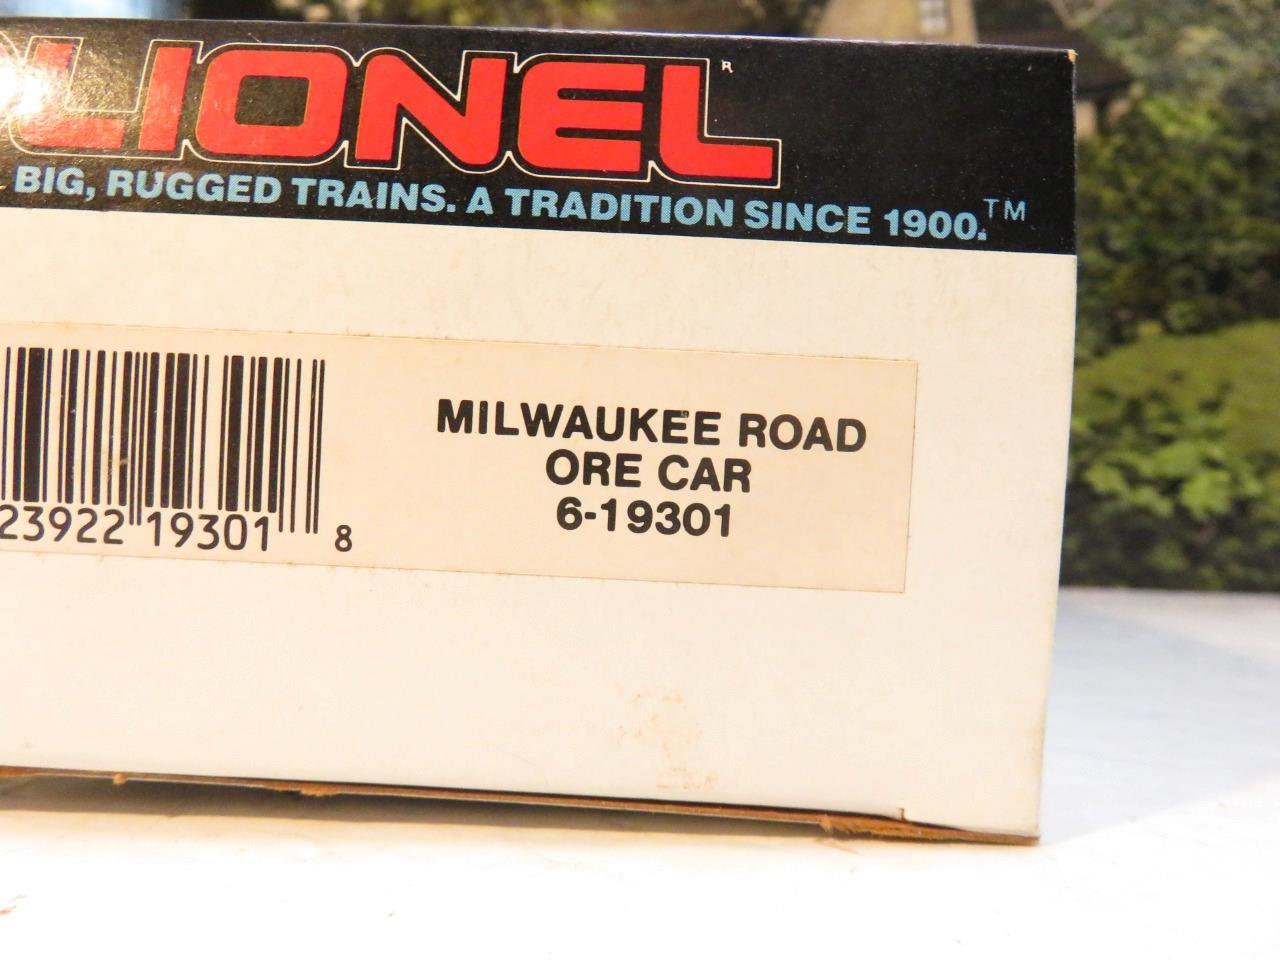 LIONEL R
BIG, RUGGED TRAINS. A TRADITION SINCE 1900.TM
MILWAUKEE ROAD
ORE CAR
6-19301
23922 19301 8